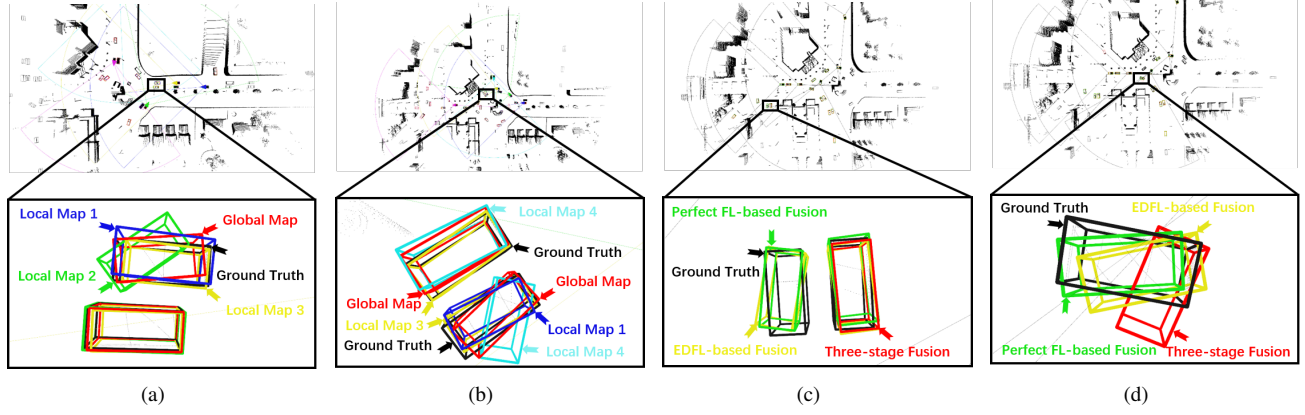 Local Map 1
Global Map
Local Map 2
Ground Truth
Local Map 3
(a)
Local Map 4
Ground Truth
Global Map
Global Map
Local Map 3
Local Map 1
Ground Truth
Local Map 4
(b)
Perfect FL-based Fusion
Ground Truth
EDFL-based Fusion
Three-stage Fusion
(c)
Ground Truth
EDFL-based Fusion
Perfect FL-based Fusion
Three-stage Fusion
(d)